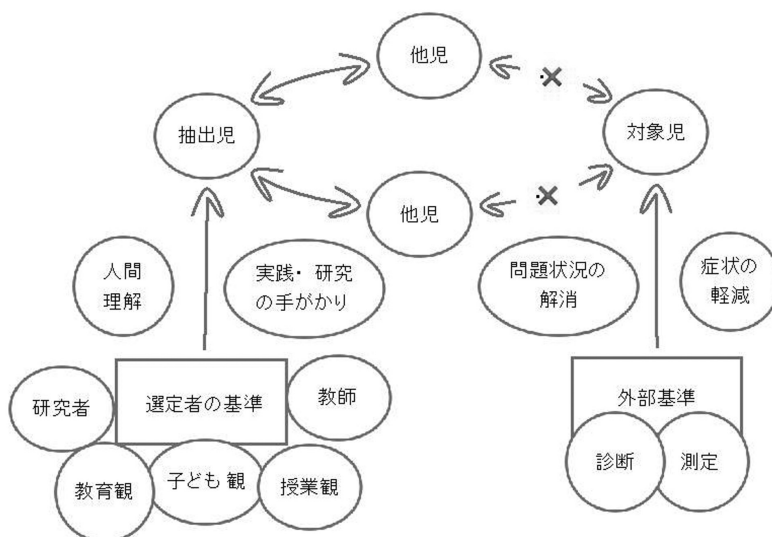 他児
抽出児
対象児
他児
人間
理解
実践・研究
の手がかり
問題状況の
解消
症状の
軽減
研究者
選定者の基準
教師
外部基準
教育観
子ども観
授業観
診断
測定